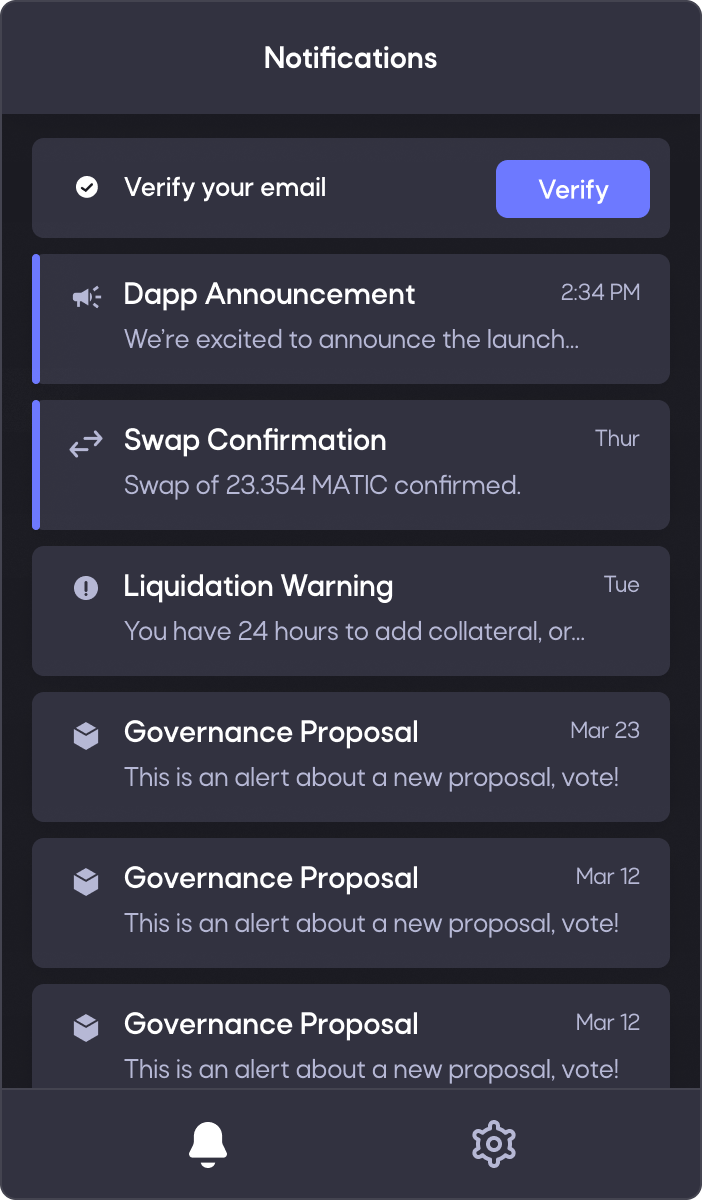 Notifications
Verify your email
Verify
Dapp Announcement
2:34 PM
We’re excited to announce the launch...
Swap Confirmation
Thur
Swap of 23.354 MATIC confirmed.
Liquidation Warning
Tue
You have 24 hours to add collateral, or...
Governance Proposal
Mar 23
This is an alert about a new proposal, vote!
Governance Proposal
Mar 12
This is an alert about a new proposal, vote!
Governance Proposal
Mar 12
This is an alert about a new proposal, vote!